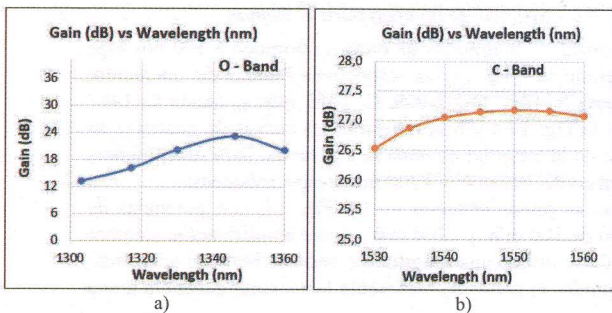 Gain (dB) vs Wavelength (nm)
O - Band
Gain (dB)
36
30
24
18
12
6
0
1300
1320
1340
1360
Wavelength (nm)
a)
Gain (dB) vs Wavelength (nm)
C - Band
Gain (dB)
28,0
27,5
27,0
26,5
26,0
25,5
25,0
1530
1540
1550
1560
Wavelength (nm)
b)